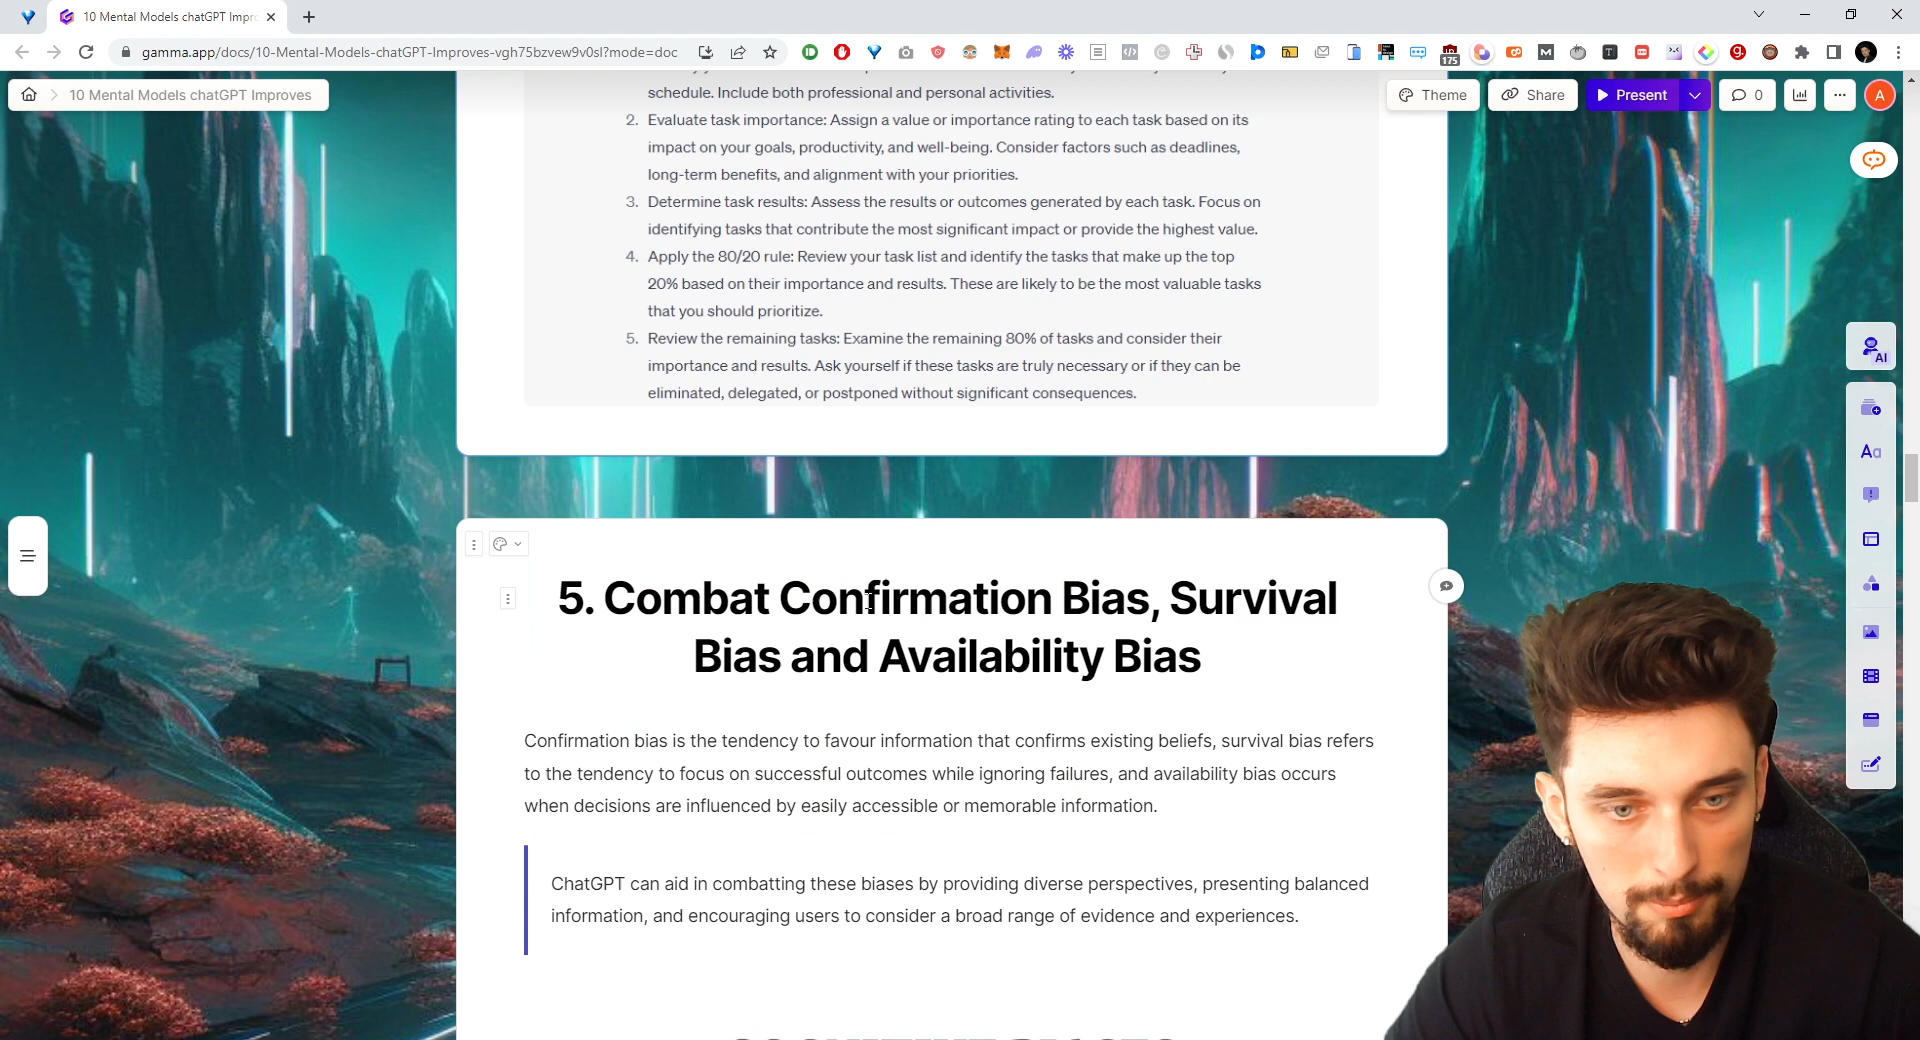 10 Mental Models chatGPT Impro
gamma.app/docs/10-Mental-Models-chatGPT-Improves-vgh75bzvew9v0sl?mode=doc
175
10 Mental Models chatGPT Improves
Theme
Share
Present
0
A
schedule. Include both professional and personal activities.
2. Evaluate task importance: Assign a value or importance rating to each task based on its
impact on your goals, productivity, and well-being. Consider factors such as deadlines,
long-term benefits, and alignment with your priorities.
3. Determine task results: Assess the results or outcomes generated by each task. Focus on
identifying tasks that contribute the most significant impact or provide the highest value.
4. Apply the 80/20 rule: Review your task list and identify the tasks that make up the top
20% based on their importance and results. These are likely to be the most valuable tasks
that you should prioritize.
5. Review the remaining tasks: Examine the remaining 80% of tasks and consider their
importance and results. Ask yourself if these tasks are truly necessary or if they can be
eliminated, delegated, or postponed without significant consequences.
AI
Aa
5. Combat Confirmation Bias, Survival
Bias and Availability Bias
Confirmation bias is the tendency to favour information that confirms existing beliefs, survival bias refers
to the tendency to focus on successful outcomes while ignoring failures, and availability bias occurs
when decisions are influenced by easily accessible or memorable information.
ChatGPT can aid in combatting these biases by providing diverse perspectives, presenting balanced
information, and encouraging users to consider a broad range of evidence and experiences.